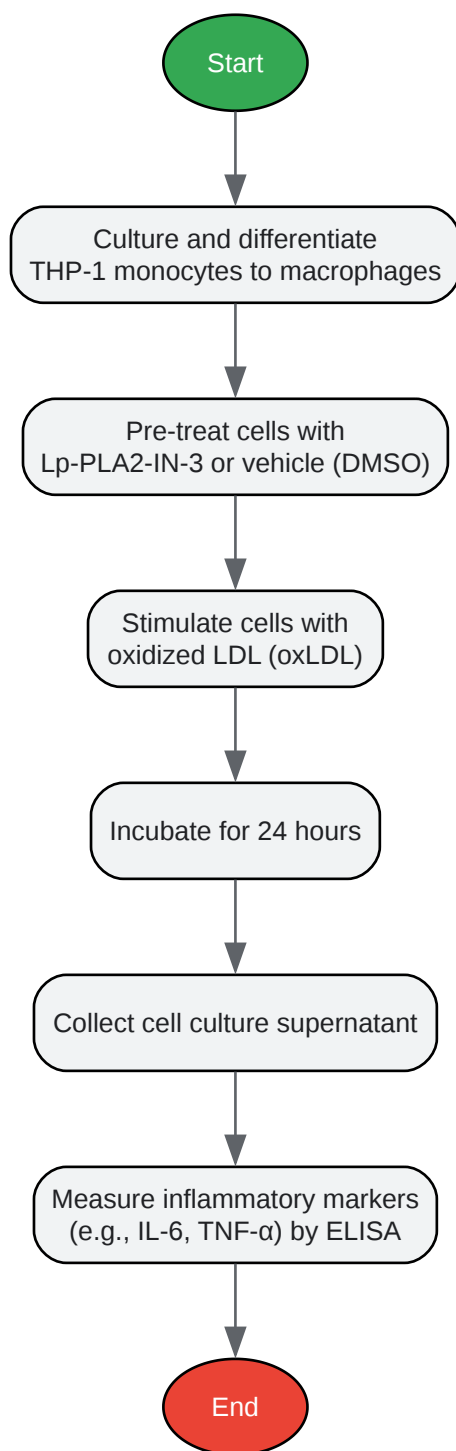 Start
Culture and differentiate
THP-1 monocytes to macrophages
Pre-treat cells with
Lp-PLA2-IN-3 or vehicle (DMSO)
Stimulate cells with
oxidized LDL (oxLDL)
Incubate for 24 hours
Collect cell culture supernatant
Measure inflammatory markers
(e.g., IL-6, TNF-α) by ELISA
End